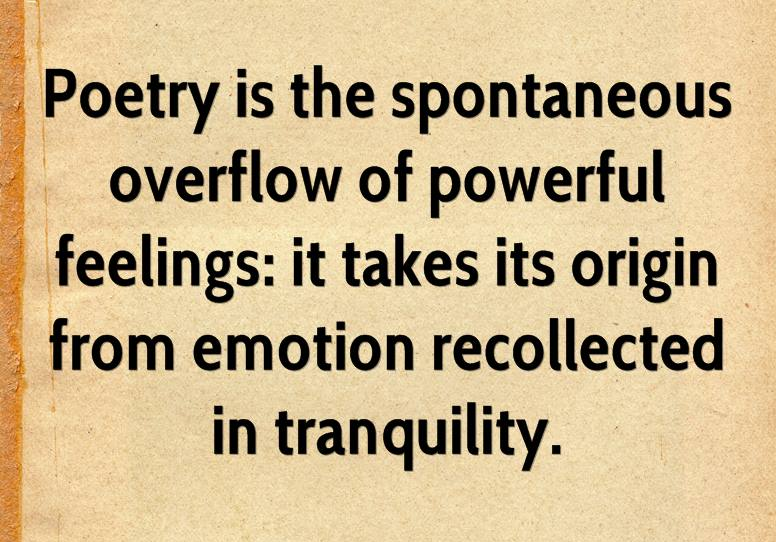 Poetry is the spontaneous
overflow of powerful
feelings: it takes its origin
from emotion recollected
in tranquility.